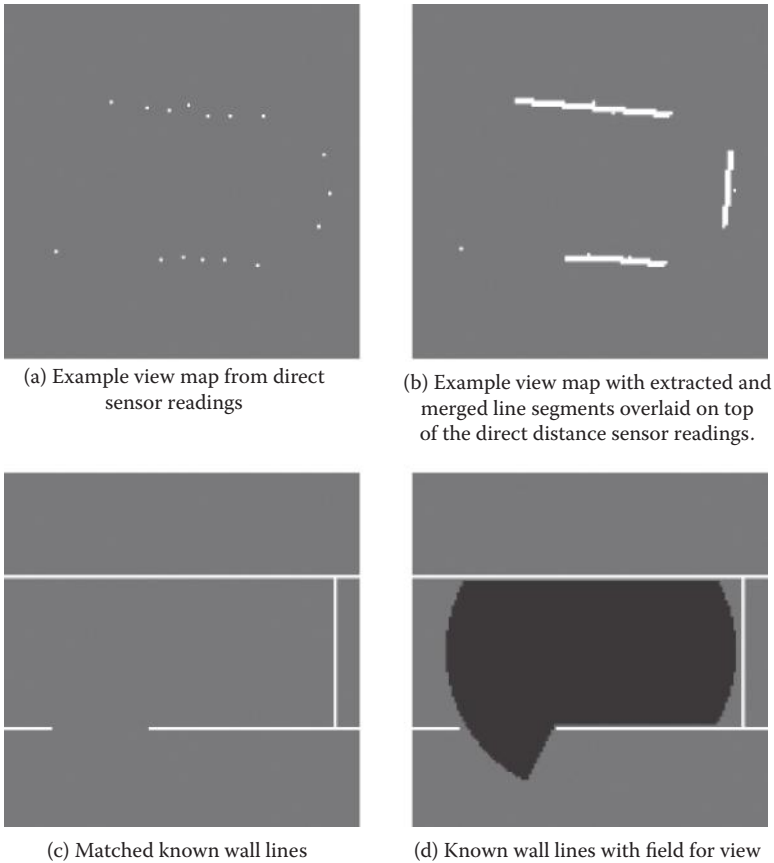 (a) Example view map from direct
sensor readings
(b) Example view map with extracted and
merged line segments overlaid on top
of the direct distance sensor readings.
(c) Matched known wall lines
(d) Known wall lines with field for view